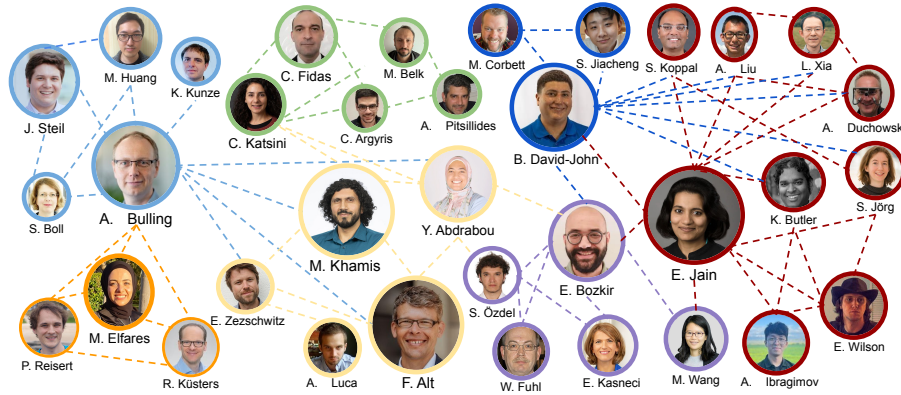 M. Huang
K. Kunze
J. Steil
S. Boll
A. Bulling
C. Fidas
M. Belk
C. Katsini
C. Argyris
A. Pitsillides
M. Corbett
S. Jiacheng
S. Koppal
A. Liu
L. Xia
B. David-John
A. Duchowsk
K. Butler
S. Jörg
M. Khamis
Y. Abdrabou
E. Bozkir
E. Jain
P. Reisert
M. Elfares
R. Küsters
E. Zezschwitz
A. Luca
F. Alt
S. Özdel
W. Fuhl
E. Kasneci
M. Wang
A. Ibragimov
E. Wilson